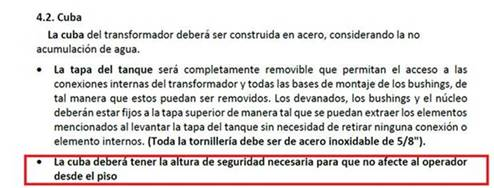 4.2. Cuba
La cuba del transformador deberá ser construida en acero, considerando la no
acumulación de agua.
• La tapa del tanque será completamente removible que permitan el acceso a las
conexiones internas del transformador y todas las bases de montaje de los bushings, de
tal manera que estos puedan ser removidos. Los devanados, los bushings y el núcleo
deberán estar fijos a la tapa superior de manera tal que se puedan extraer los elementos
mencionados al levantar la tapa del tanque sin necesidad de retirar ninguna conexión o
elemento internos. (Toda la tornillería debe ser de acero inoxidable de 5/8").
• La cuba deberá tener la altura de seguridad necesaria para que no afecte al operador
desde el piso